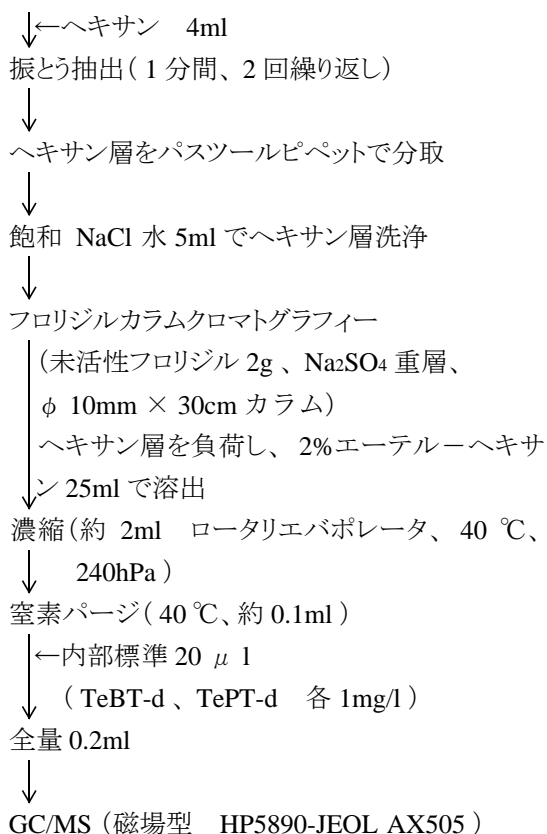 ←ヘキサン 4ml
振とう抽出(1分間、2回繰り返し)
ヘキサン層をパスツールピペットで分取
飽和 NaCl 水 5ml でヘキサン層洗浄
フロリジルカラムクロマトグラフィー
(未活性フロリジル 2g 、Na2SO4 重層、
φ 10mm × 30cm カラム)
ヘキサン層を負荷し、 2%エーテル-ヘキサ
ン 25ml で溶出
濃縮(約 2ml ロータリエバポレータ、 40 ℃、
240hPa )
窒素パージ( 40 ℃、約 0.1ml )
←内部標準 20 μ l
( TeBT-d 、TePT-d 各 1mg/l )
全量 0.2ml
GC/MS (磁場型 HP5890-JEOL AX505 )